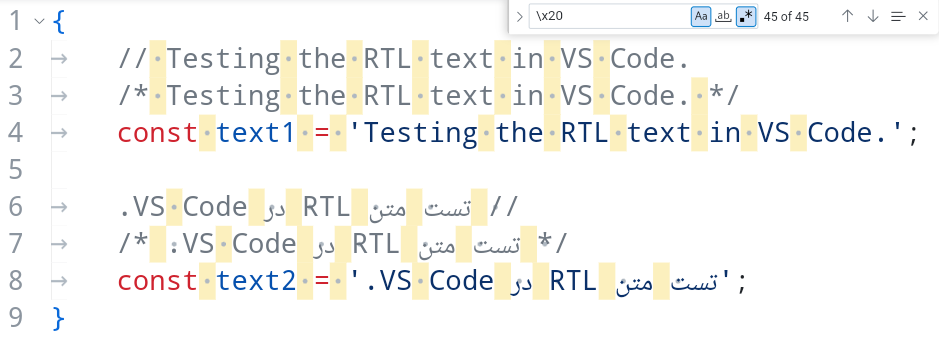 \x20
Aa ab .* 45 of 45
1 {
2 // Testing the RTL text in VS Code.
3 /* Testing the RTL text in VS Code. */
4 const text1 = 'Testing the RTL text in VS Code.';
5
6 // تست متن RTL در VS Code.
7 /* تست متن RTL در VS Code. */
8 const text2 = 'تست متن RTL در VS Code.';
9 }